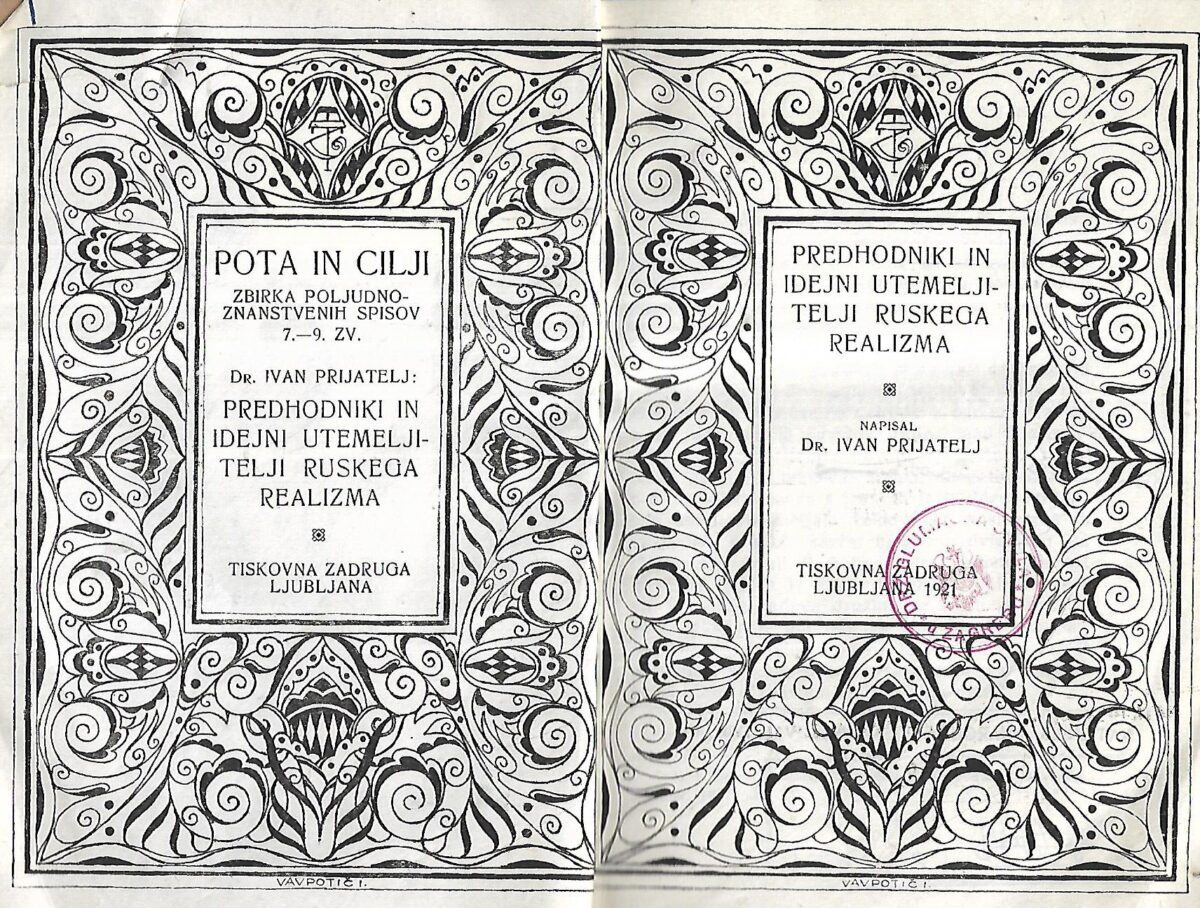 POTA IN CILJI
ZBIRKA POLJUDNO-
ZNANSTVENIH SPISOV
7.—9. ZV.
DR. IVAN PRIJATELJ:
PREDHODNIKI IN
IDEJNI UTEMELJI-
TELJI RUSKEGA
REALIZMA
TISKOVNA ZADRUGA
LJUBLJANA
VAVPOTIČ I.
PREDHODNIKI IN
IDEJNI UTEMELJI-
TELJI RUSKEGA
REALIZMA
NAPISAL
DR. IVAN PRIJATELJ
TISKOVNA ZADRUGA
LJUBLJANA 1921
VAVPOTIČ I.